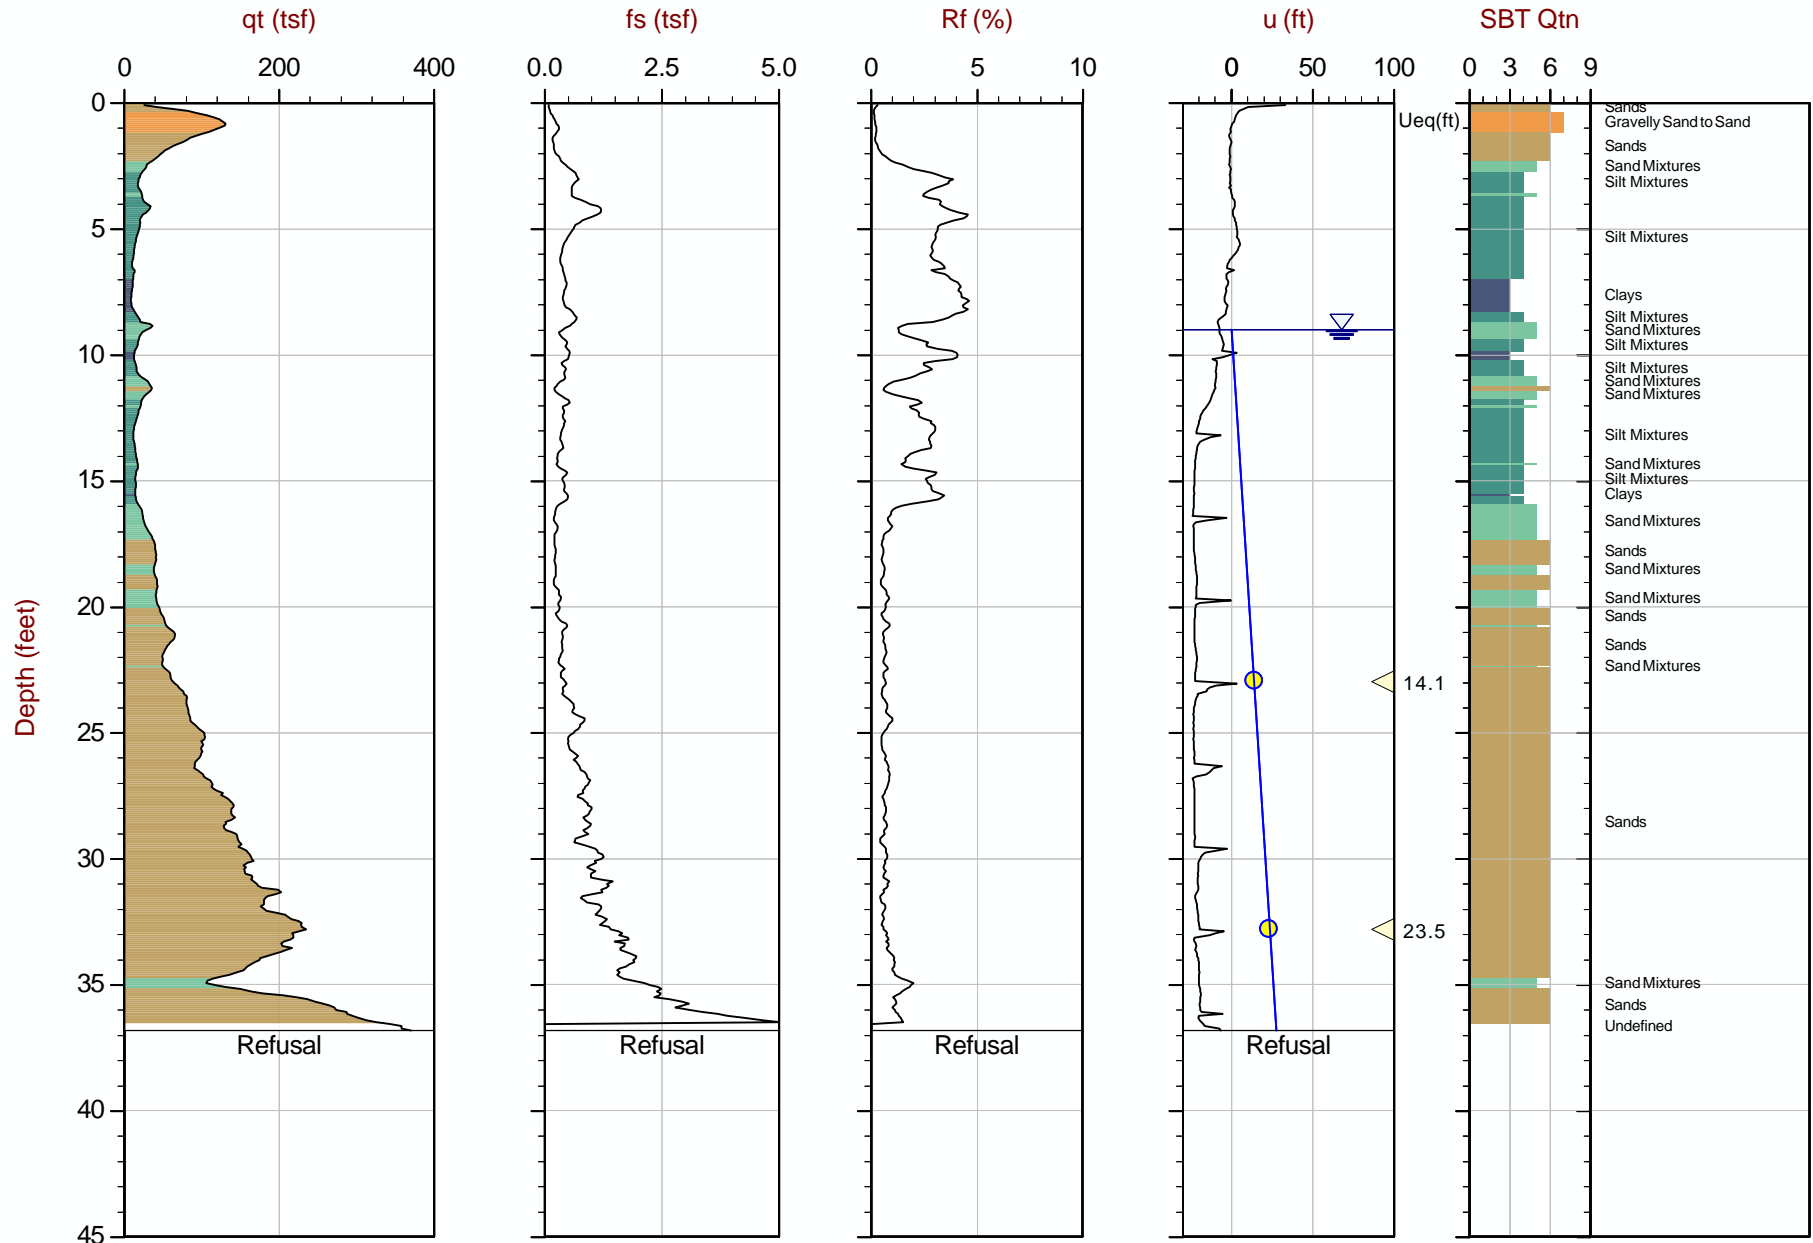 qt (tsf) fs (tsf) Rf (%) u (ft) SBT Qtn
0 200 400 0.0 2.5 5.0 0 5 10 0 50 100 0 3 6 9
0
Sands
Ueq(ft) Gravelly Sand to Sand
Sands
Sand Mixtures
Silt Mixtures
5
Silt Mixtures
Clays
Silt Mixtures
Sand Mixtures
Silt Mixtures
10
Silt Mixtures
Sand Mixtures
Sand Mixtures
Silt Mixtures
Sand Mixtures
15 Silt Mixtures
Clays
Sand Mixtures
Sands
Sand Mixtures
Sand Mixtures
20
Sands
Sands
Depth (feet)
Sand Mixtures
14.1
25
Sands
30
23.5
35 Sand Mixtures
Sands
Undefined
Refusal Refusal Refusal Refusal
40
45